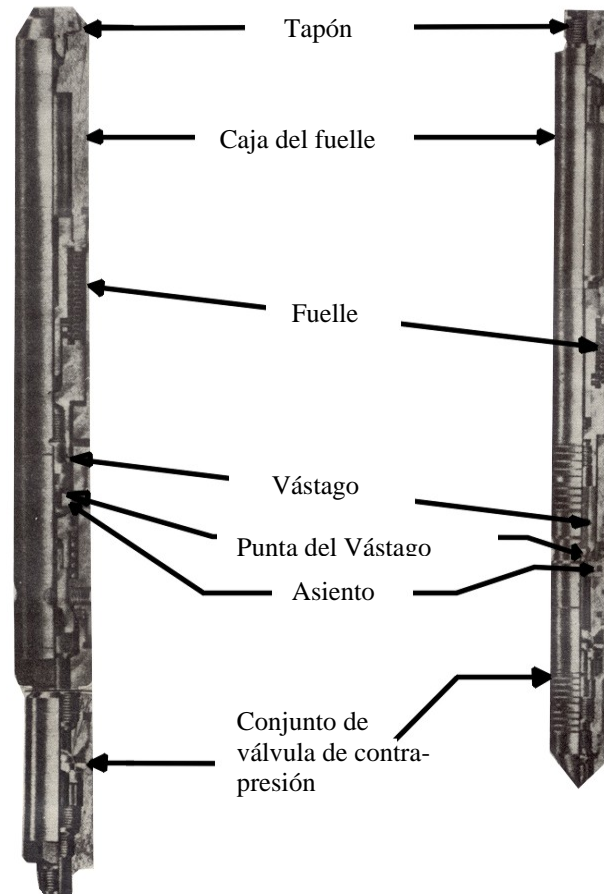 Tapón
Caja del fuelle
Fuelle
Vástago
Punta del Vástago
Asiento
Conjunto de
válvula de contra-
presión